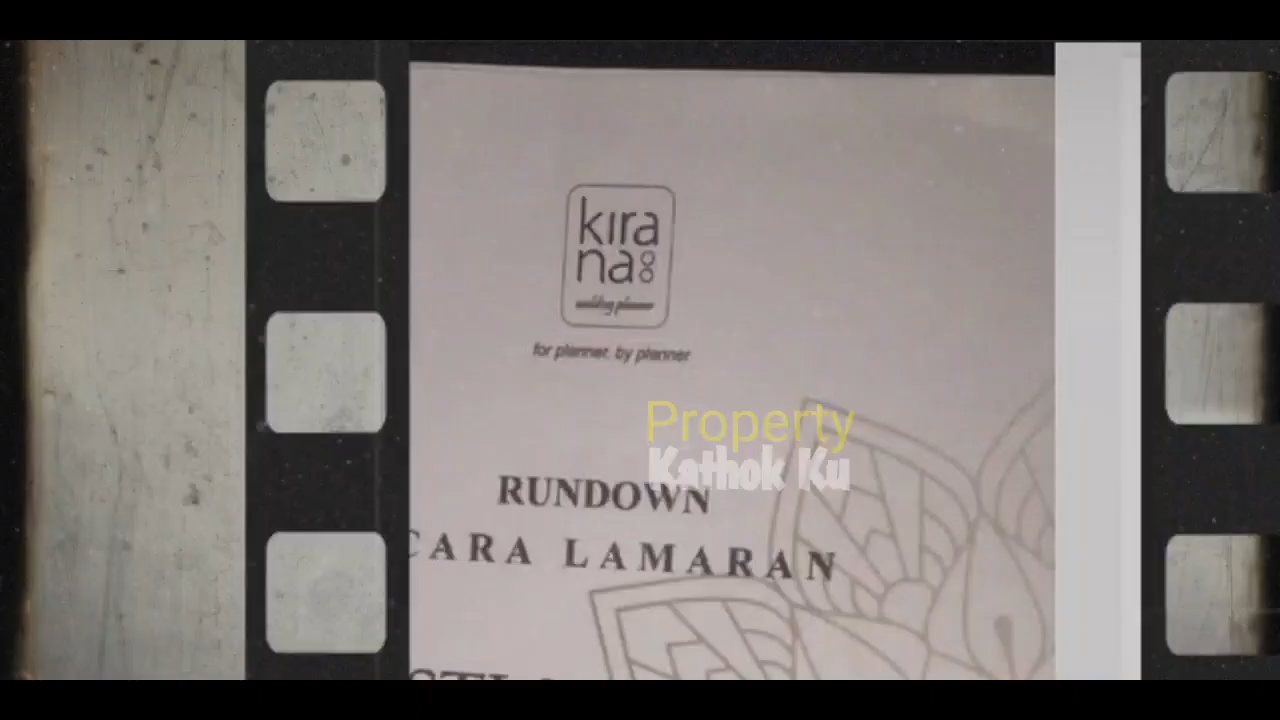 kira
na
wedding planner
for planner, by planner
Property
Kathok Ku
RUNDOWN
CARA LAMARAN